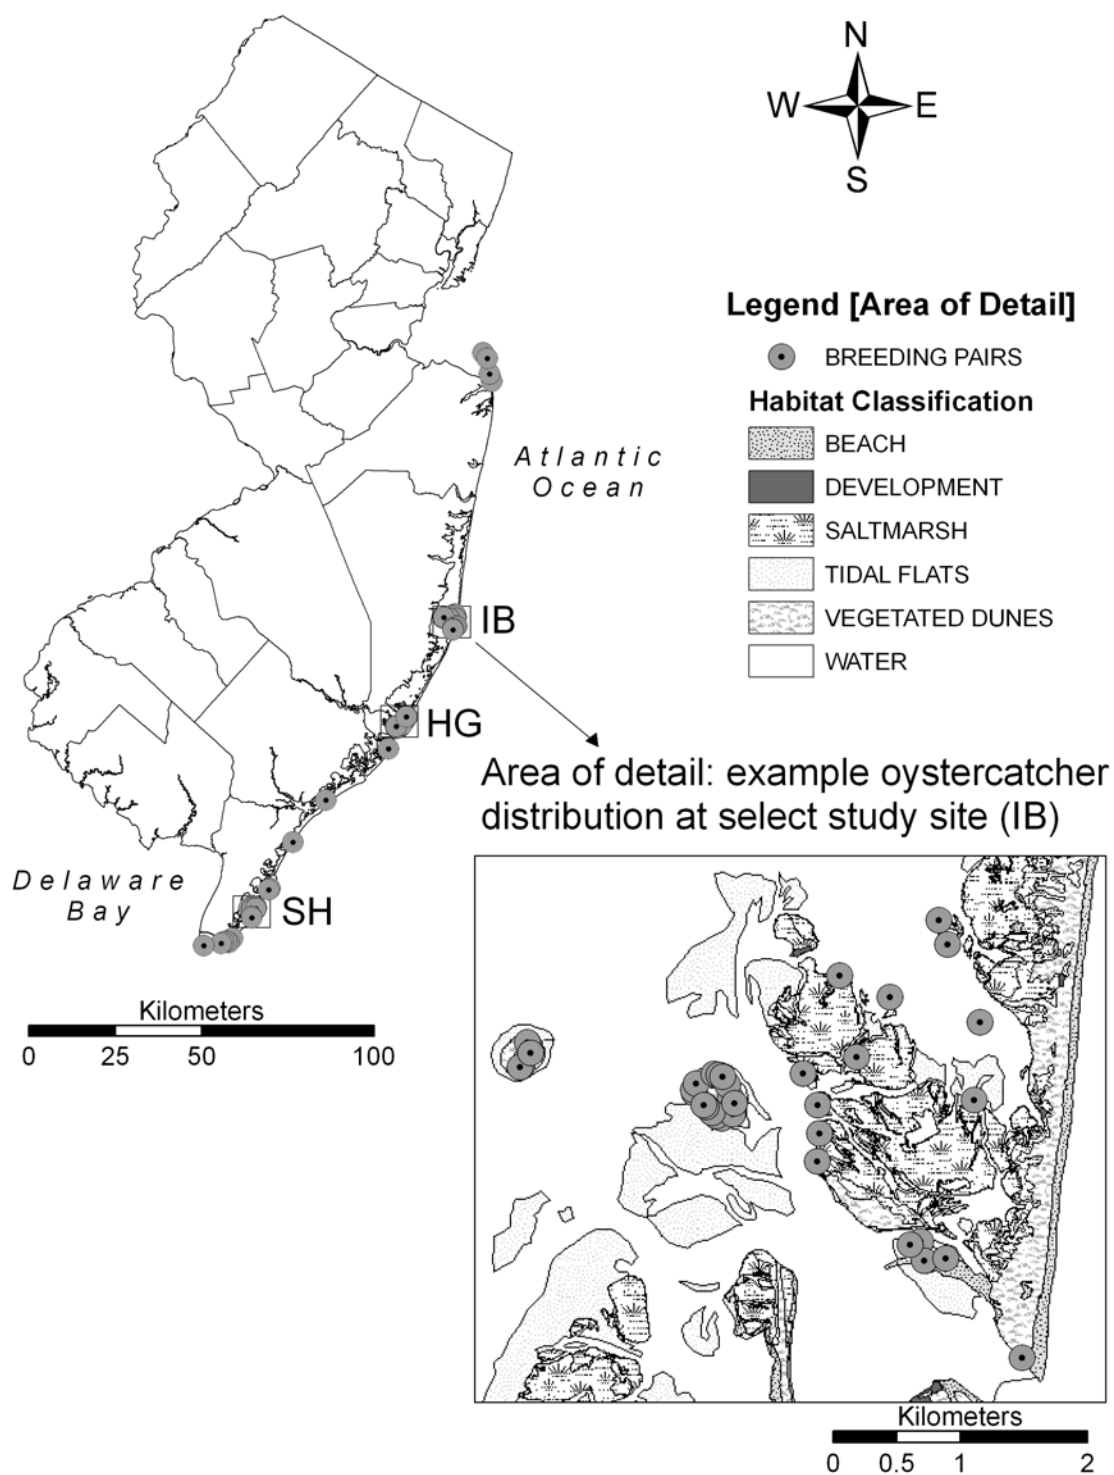 N
W E
S
Legend [Area of Detail]
BREEDING PAIRS
Habitat Classification
BEACH
DEVELOPMENT
SALTMARSH
TIDAL FLATS
VEGETATED DUNES
WATER
Atlantic
Ocean
IB
HG
SH
Delaware
Bay
Kilometers
0 25 50 100
Area of detail: example oystercatcher
distribution at select study site (IB)
Kilometers
0 0.5 1 2